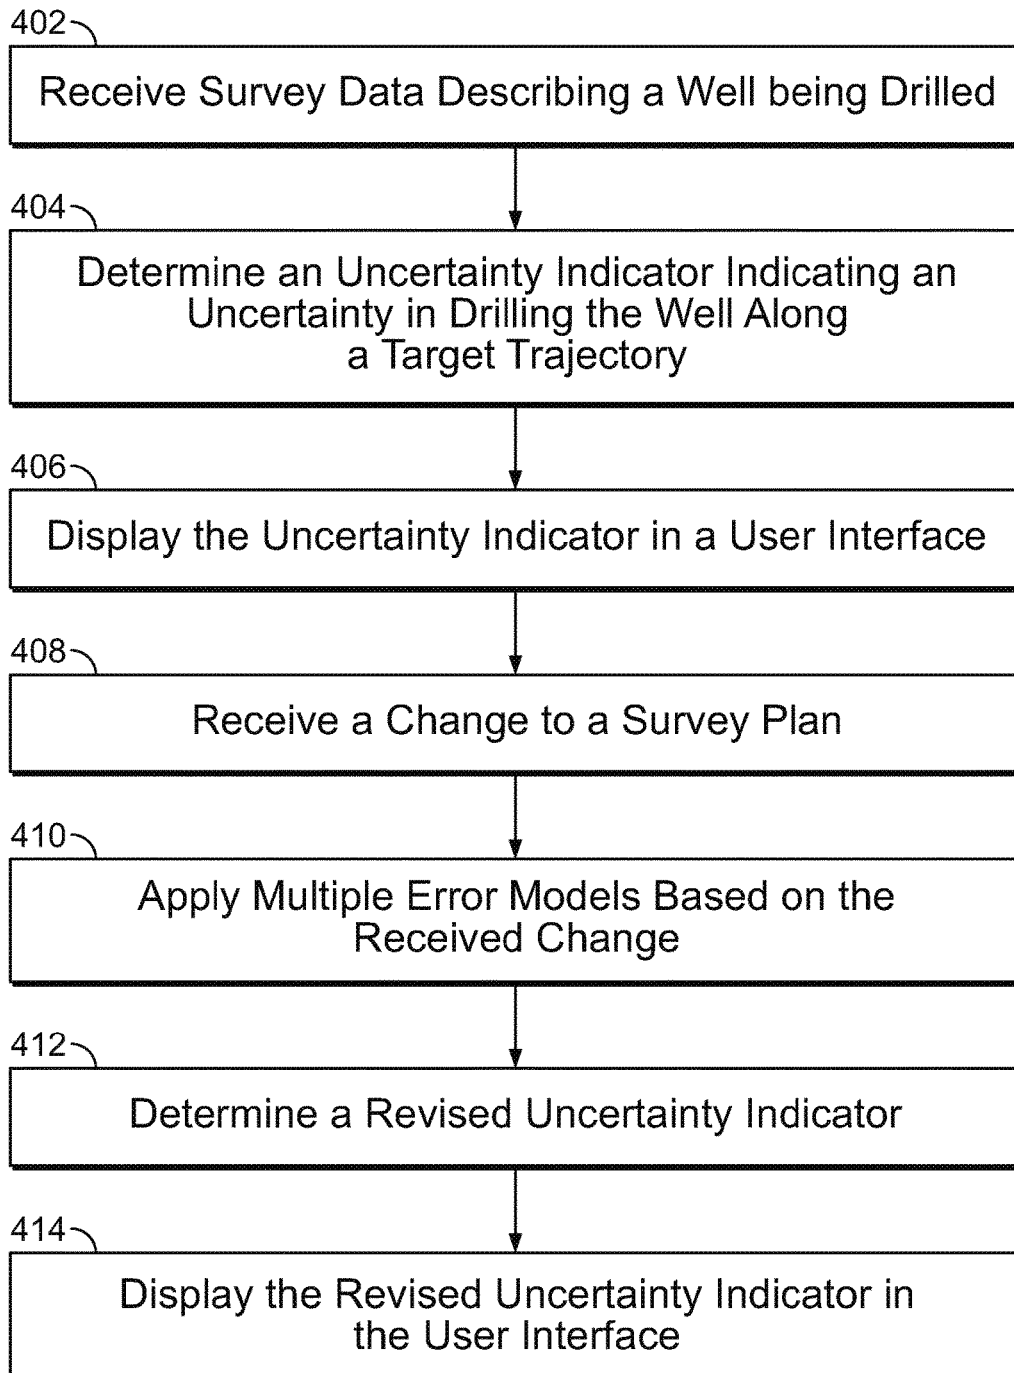 402
Receive Survey Data Describing a Well being Drilled
404
Determine an Uncertainty Indicator Indicating an
Uncertainty in Drilling the Well Along
a Target Trajectory
406
Display the Uncertainty Indicator in a User Interface
408
Receive a Change to a Survey Plan
410
Apply Multiple Error Models Based on the
Received Change
412
Determine a Revised Uncertainty Indicator
414
Display the Revised Uncertainty Indicator in
the User Interface